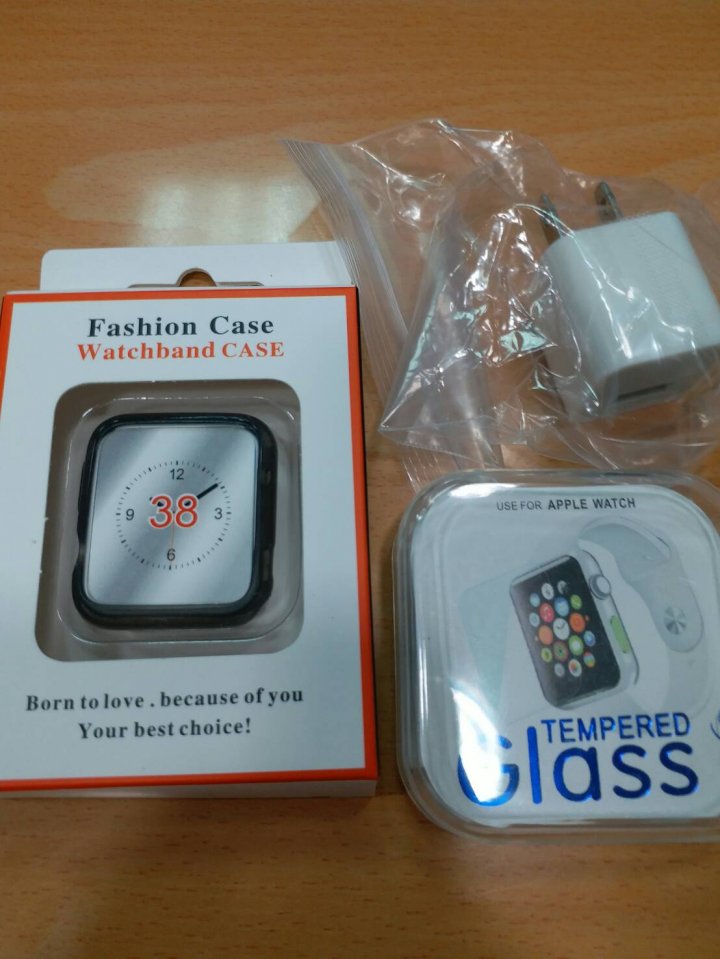 Fashion Case
Watchband CASE
12
9
38
3
6
Born to love . because of you
Your best choice!
USE FOR APPLE WATCH
TEMPERED
Glass